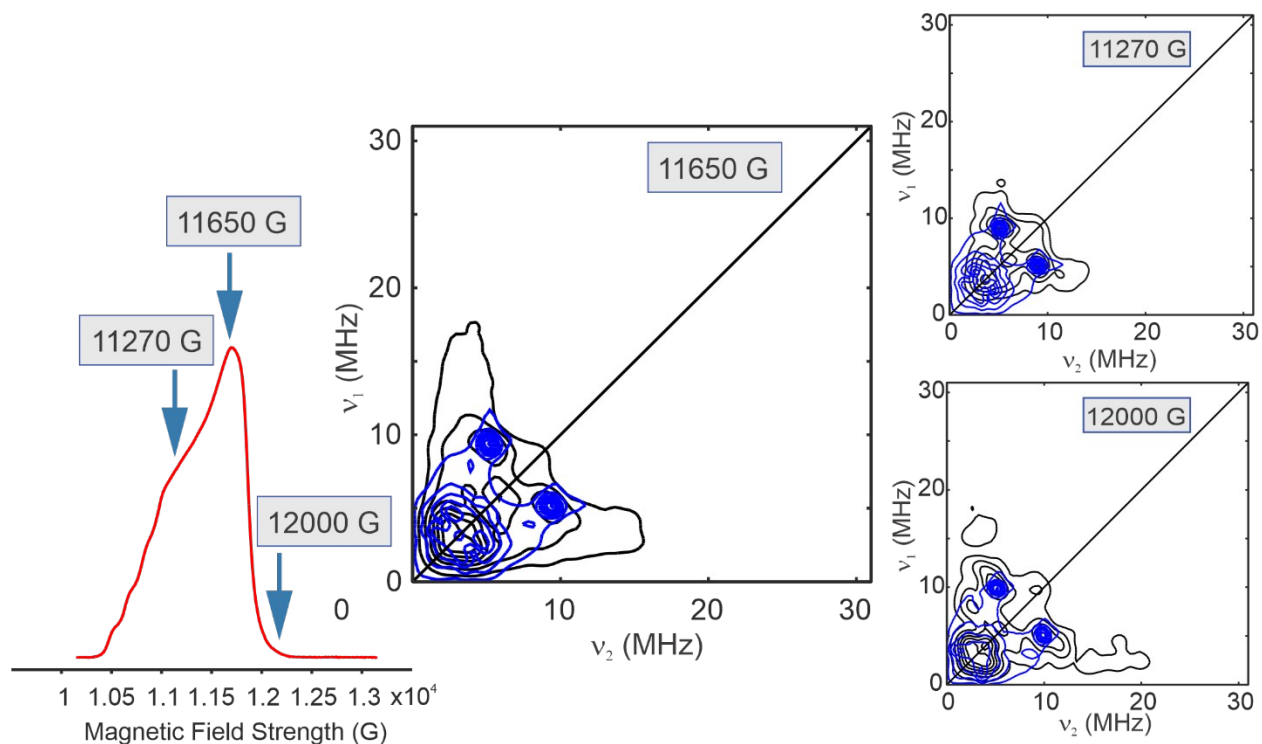 11650 G
11270 G
12000 G
1 1.05 1.1 1.15 1.2 1.25 1.3 x10⁴
Magnetic Field Strength (G)
11650 G
30
20
10
0
ν₁ (MHz)
0 10 20 30
ν₂ (MHz)
11270 G
30
20
10
0
ν₁ (MHz)
0 10 20 30
ν₂ (MHz)
12000 G
30
20
10
0
ν₁ (MHz)
0 10 20 30
ν₂ (MHz)